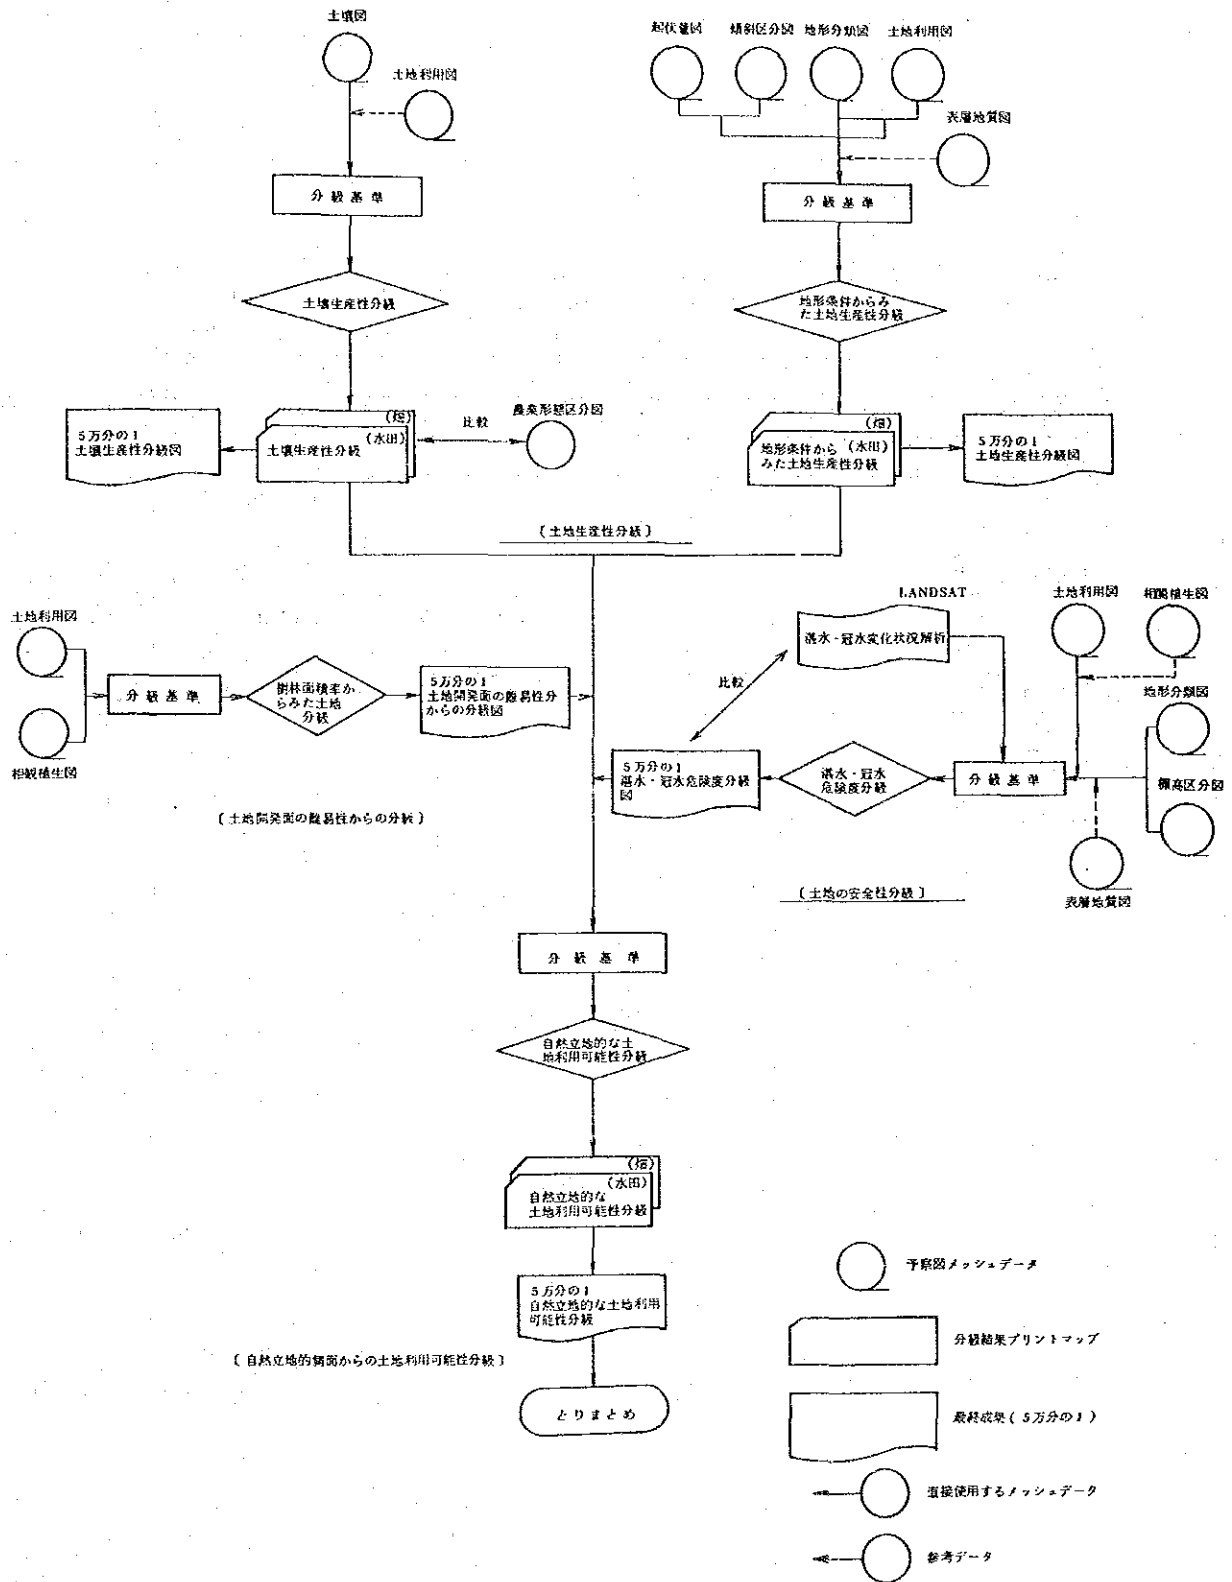 土壌図
土地利用図
分級基準
土壌生産性分級
(畑)
(水田)
土壌生産性分級
5万分の1
土壌生産性分級図
比較
農業形態区分図
起伏量図
傾斜区分図
地形分類図
土地利用図
表層地質図
分級基準
地形条件からみ
た土地生産性分級
(畑)
(水田)
地形条件から
みた土地生産性分級
5万分の1
土地生産性分級図
〔土地生産性分級〕
土地利用図
相観植生図
分級基準
樹林面積率か
らみた土地
分級
5万分の1
土地開発面の難易性分
からの分級図
〔土地開発面の難易性からの分級〕
LANDSAT
湛水・冠水変化状況解析
比較
土地利用図
相観植生図
地形分類図
標高区分図
表層地質図
分級基準
湛水・冠水
危険度分級
5万分の1
湛水・冠水危険度分級
図
〔土地の安全性分級〕
分級基準
自然立地的な土
地利用可能性分級
(畑)
(水田)
自然立地的な
土地利用可能性分級
5万分の1
自然立地的な土地利用
可能性分級
〔自然立地的側面からの土地利用可能性分級〕
とりまとめ
予察図メッシュデータ
分級結果プリントマップ
最終成果(5万分の1)
直接使用するメッシュデータ
参考データ